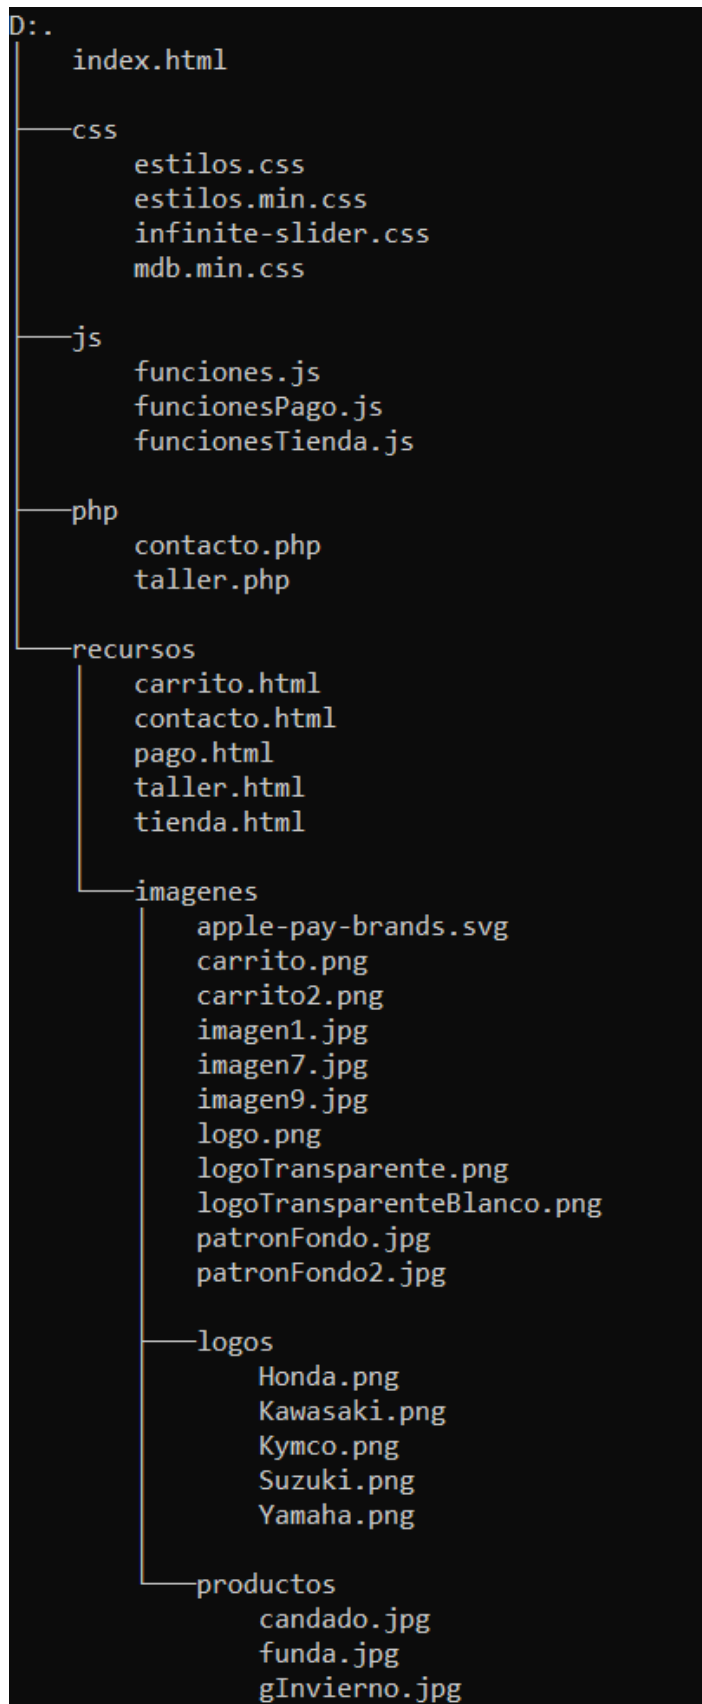 D:.
index.html
css
estilos.css
estilos.min.css
infinite-slider.css
mdb.min.css
js
funciones.js
funcionesPago.js
funcionesTienda.js
php
contacto.php
taller.php
recursos
carrito.html
contacto.html
pago.html
taller.html
tienda.html
imagenes
apple-pay-brands.svg
carrito.png
carrito2.png
imagen1.jpg
imagen7.jpg
imagen9.jpg
logo.png
logoTransparente.png
logoTransparenteBlanco.png
patronFondo.jpg
patronFondo2.jpg
logos
Honda.png
Kawasaki.png
Kymco.png
Suzuki.png
Yamaha.png
productos
candado.jpg
funda.jpg
gInvierno.jpg